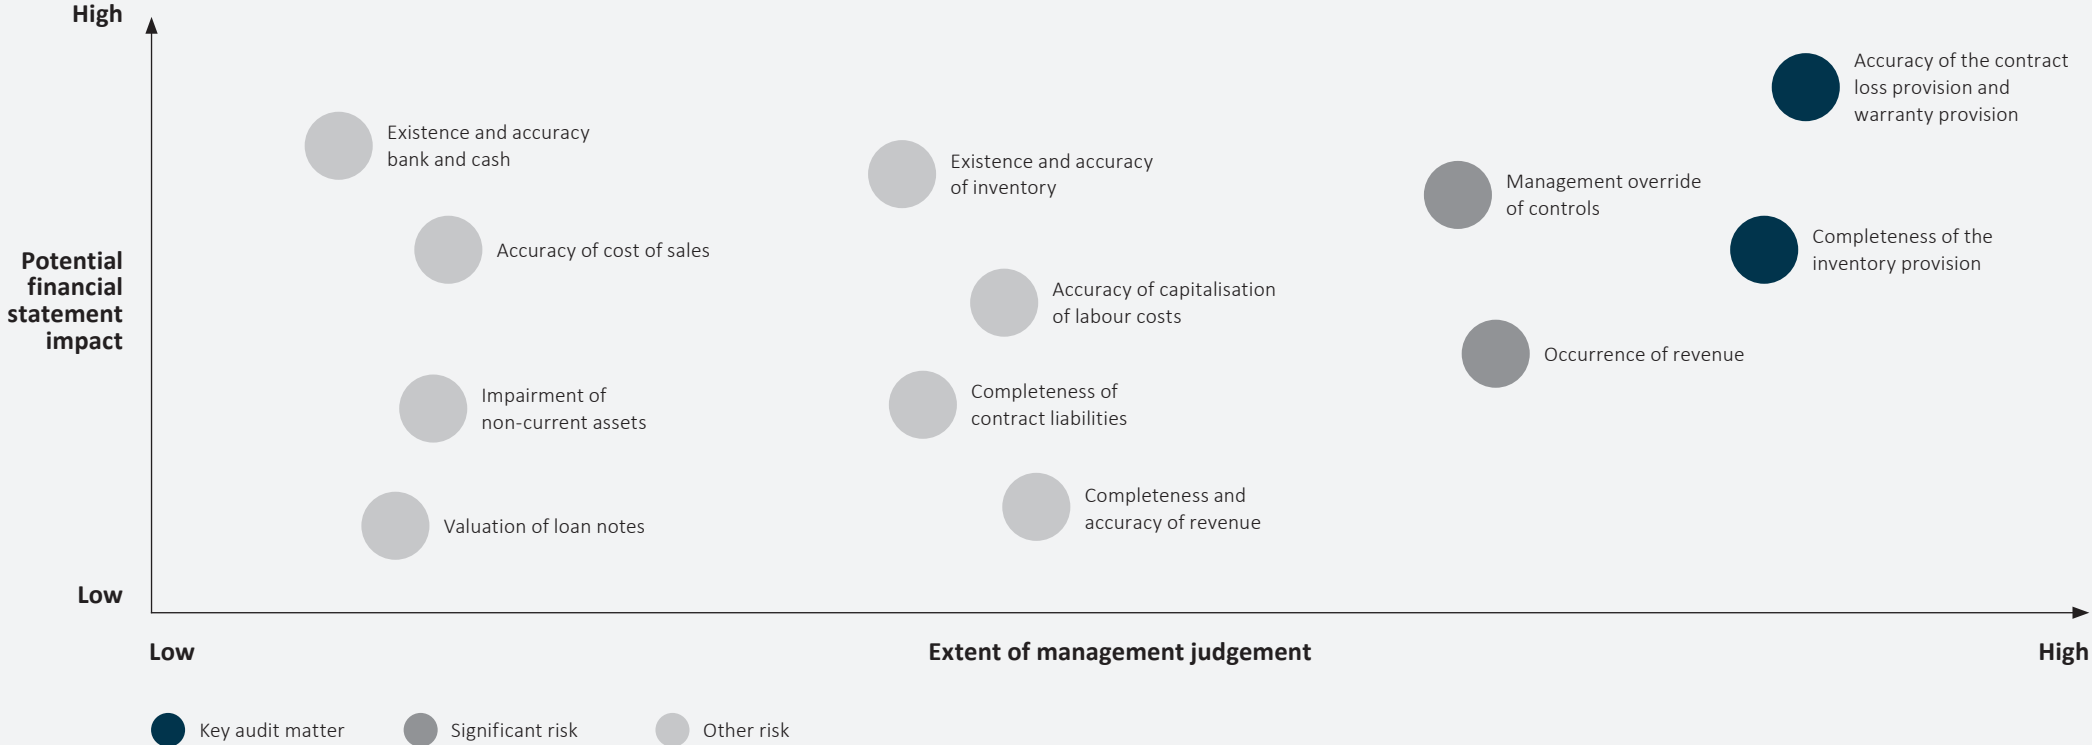 High
Accuracy of the contract
loss provision and
warranty provision
Existence and accuracy
bank and cash
Existence and accuracy
of inventory
Management override
of controls
Accuracy of cost of sales
Completeness of the
inventory provision
Potential
financial
statement
impact
Accuracy of capitalisation
of labour costs
Occurrence of revenue
Impairment of
non-current assets
Completeness of
contract liabilities
Completeness and
accuracy of revenue
Valuation of loan notes
Low
Low
Extent of management judgement
High
Key audit matter
Significant risk
Other risk